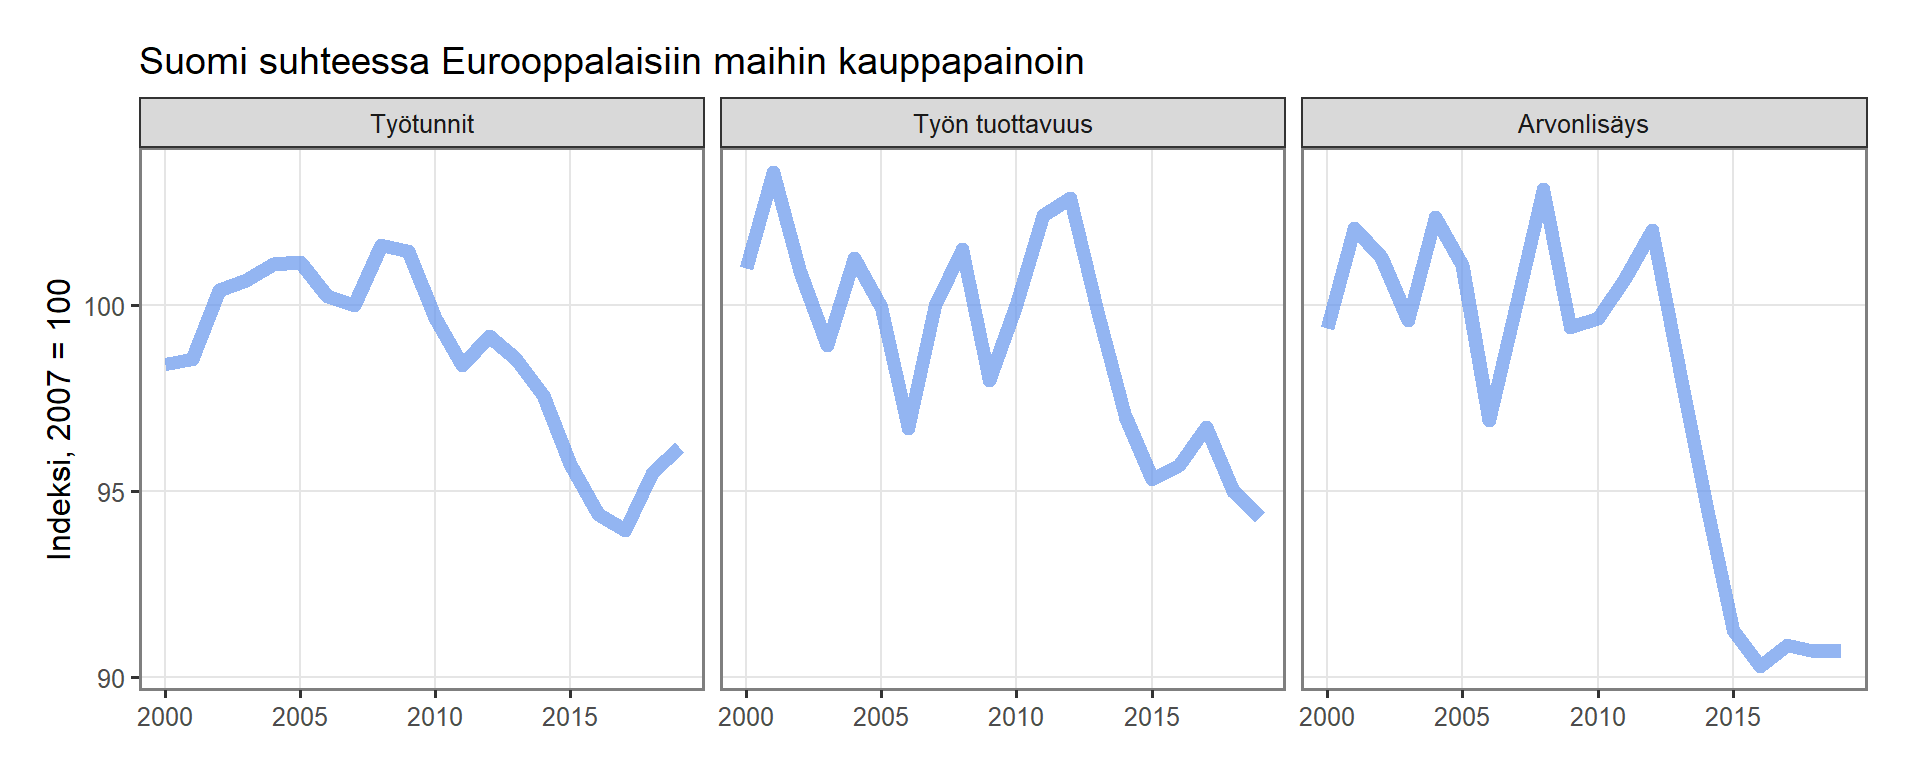 Suomi suhteessa Eurooppalaisiin maihin kauppapainoin
Työtunnit
Työn tuottavuus
Arvonlisäys
Indeksi, 2007 = 100
100
95
90
2000 2005 2010 2015
2000 2005 2010 2015
2000 2005 2010 2015